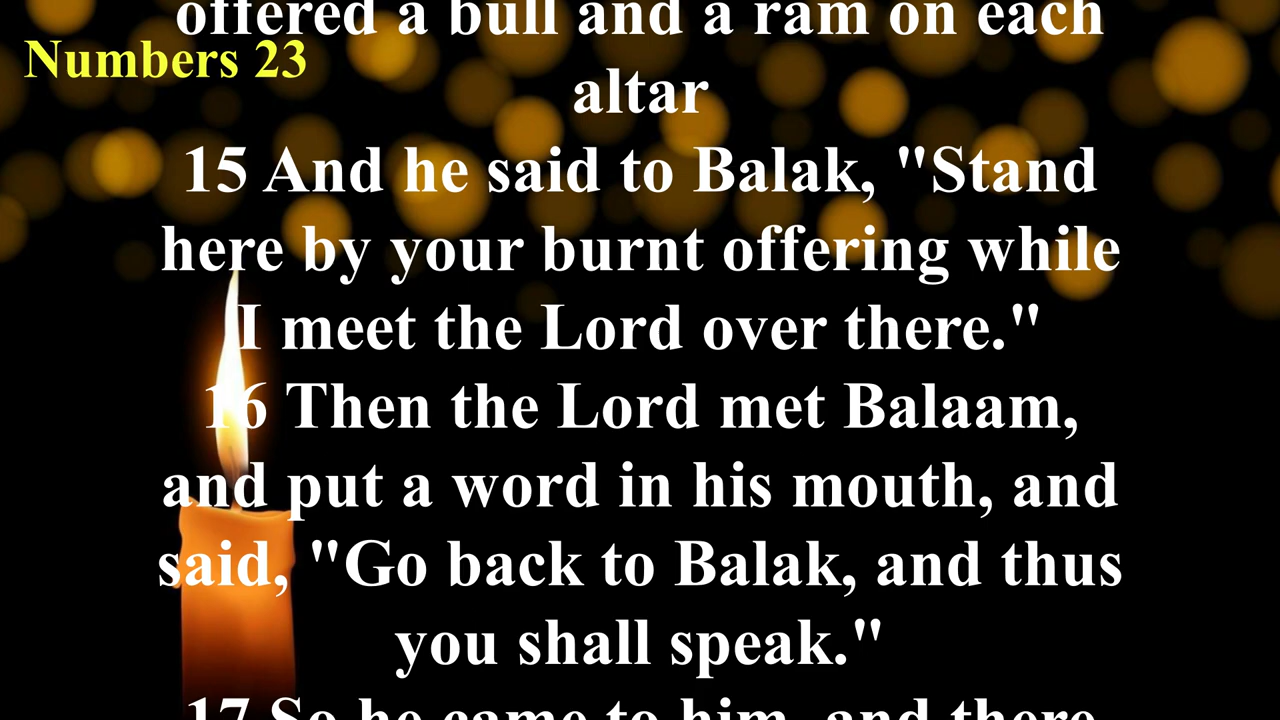 offered a bull and a ram on each
Numbers 23
altar
15 And he said to Balak, "Stand
here by your burnt offering while
I meet the Lord over there."
16 Then the Lord met Balaam,
and put a word in his mouth, and
said, "Go back to Balak, and thus
you shall speak."
17 So he came to him, and there